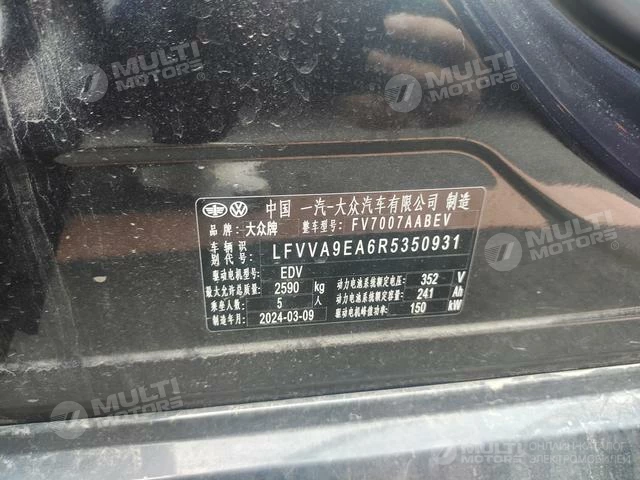 MULTI MOTORS
MULTI MOTORS
中国 一汽-大众汽车有限公司 制造
品牌: 大众牌 整车型号: FV7007AABEV
车辆识别代号: LFVVA9EA6R5350931
驱动电机型号: EDV
最大允许总质量: 2590 kg 动力电池系统额定电压: 352 V
乘坐人数: 5 人 动力电池系统额定容量: 241 Ah
制造年月: 2024-03-09 驱动电机峰值功率: 150 kW
MULTI MOTORS
MULTI MOTORS
MULTI MOTORS ОНЛАЙН-КАТАЛОГ
ЭЛЕКТРОМОБИЛЕЙ